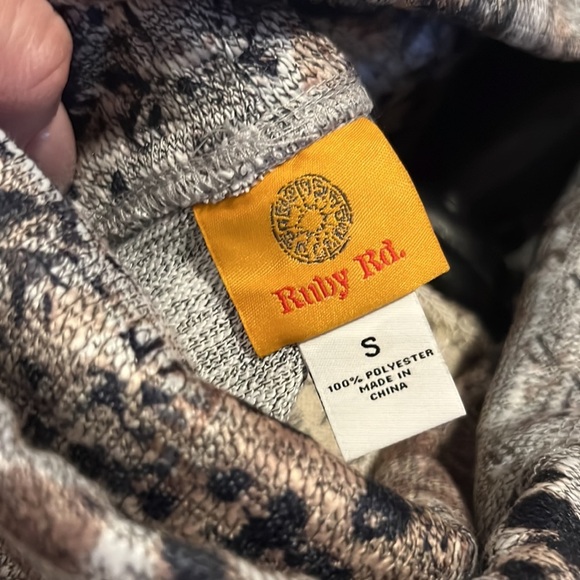 Ruby Rd.
S
100% POLYESTER
MADE IN
CHINA